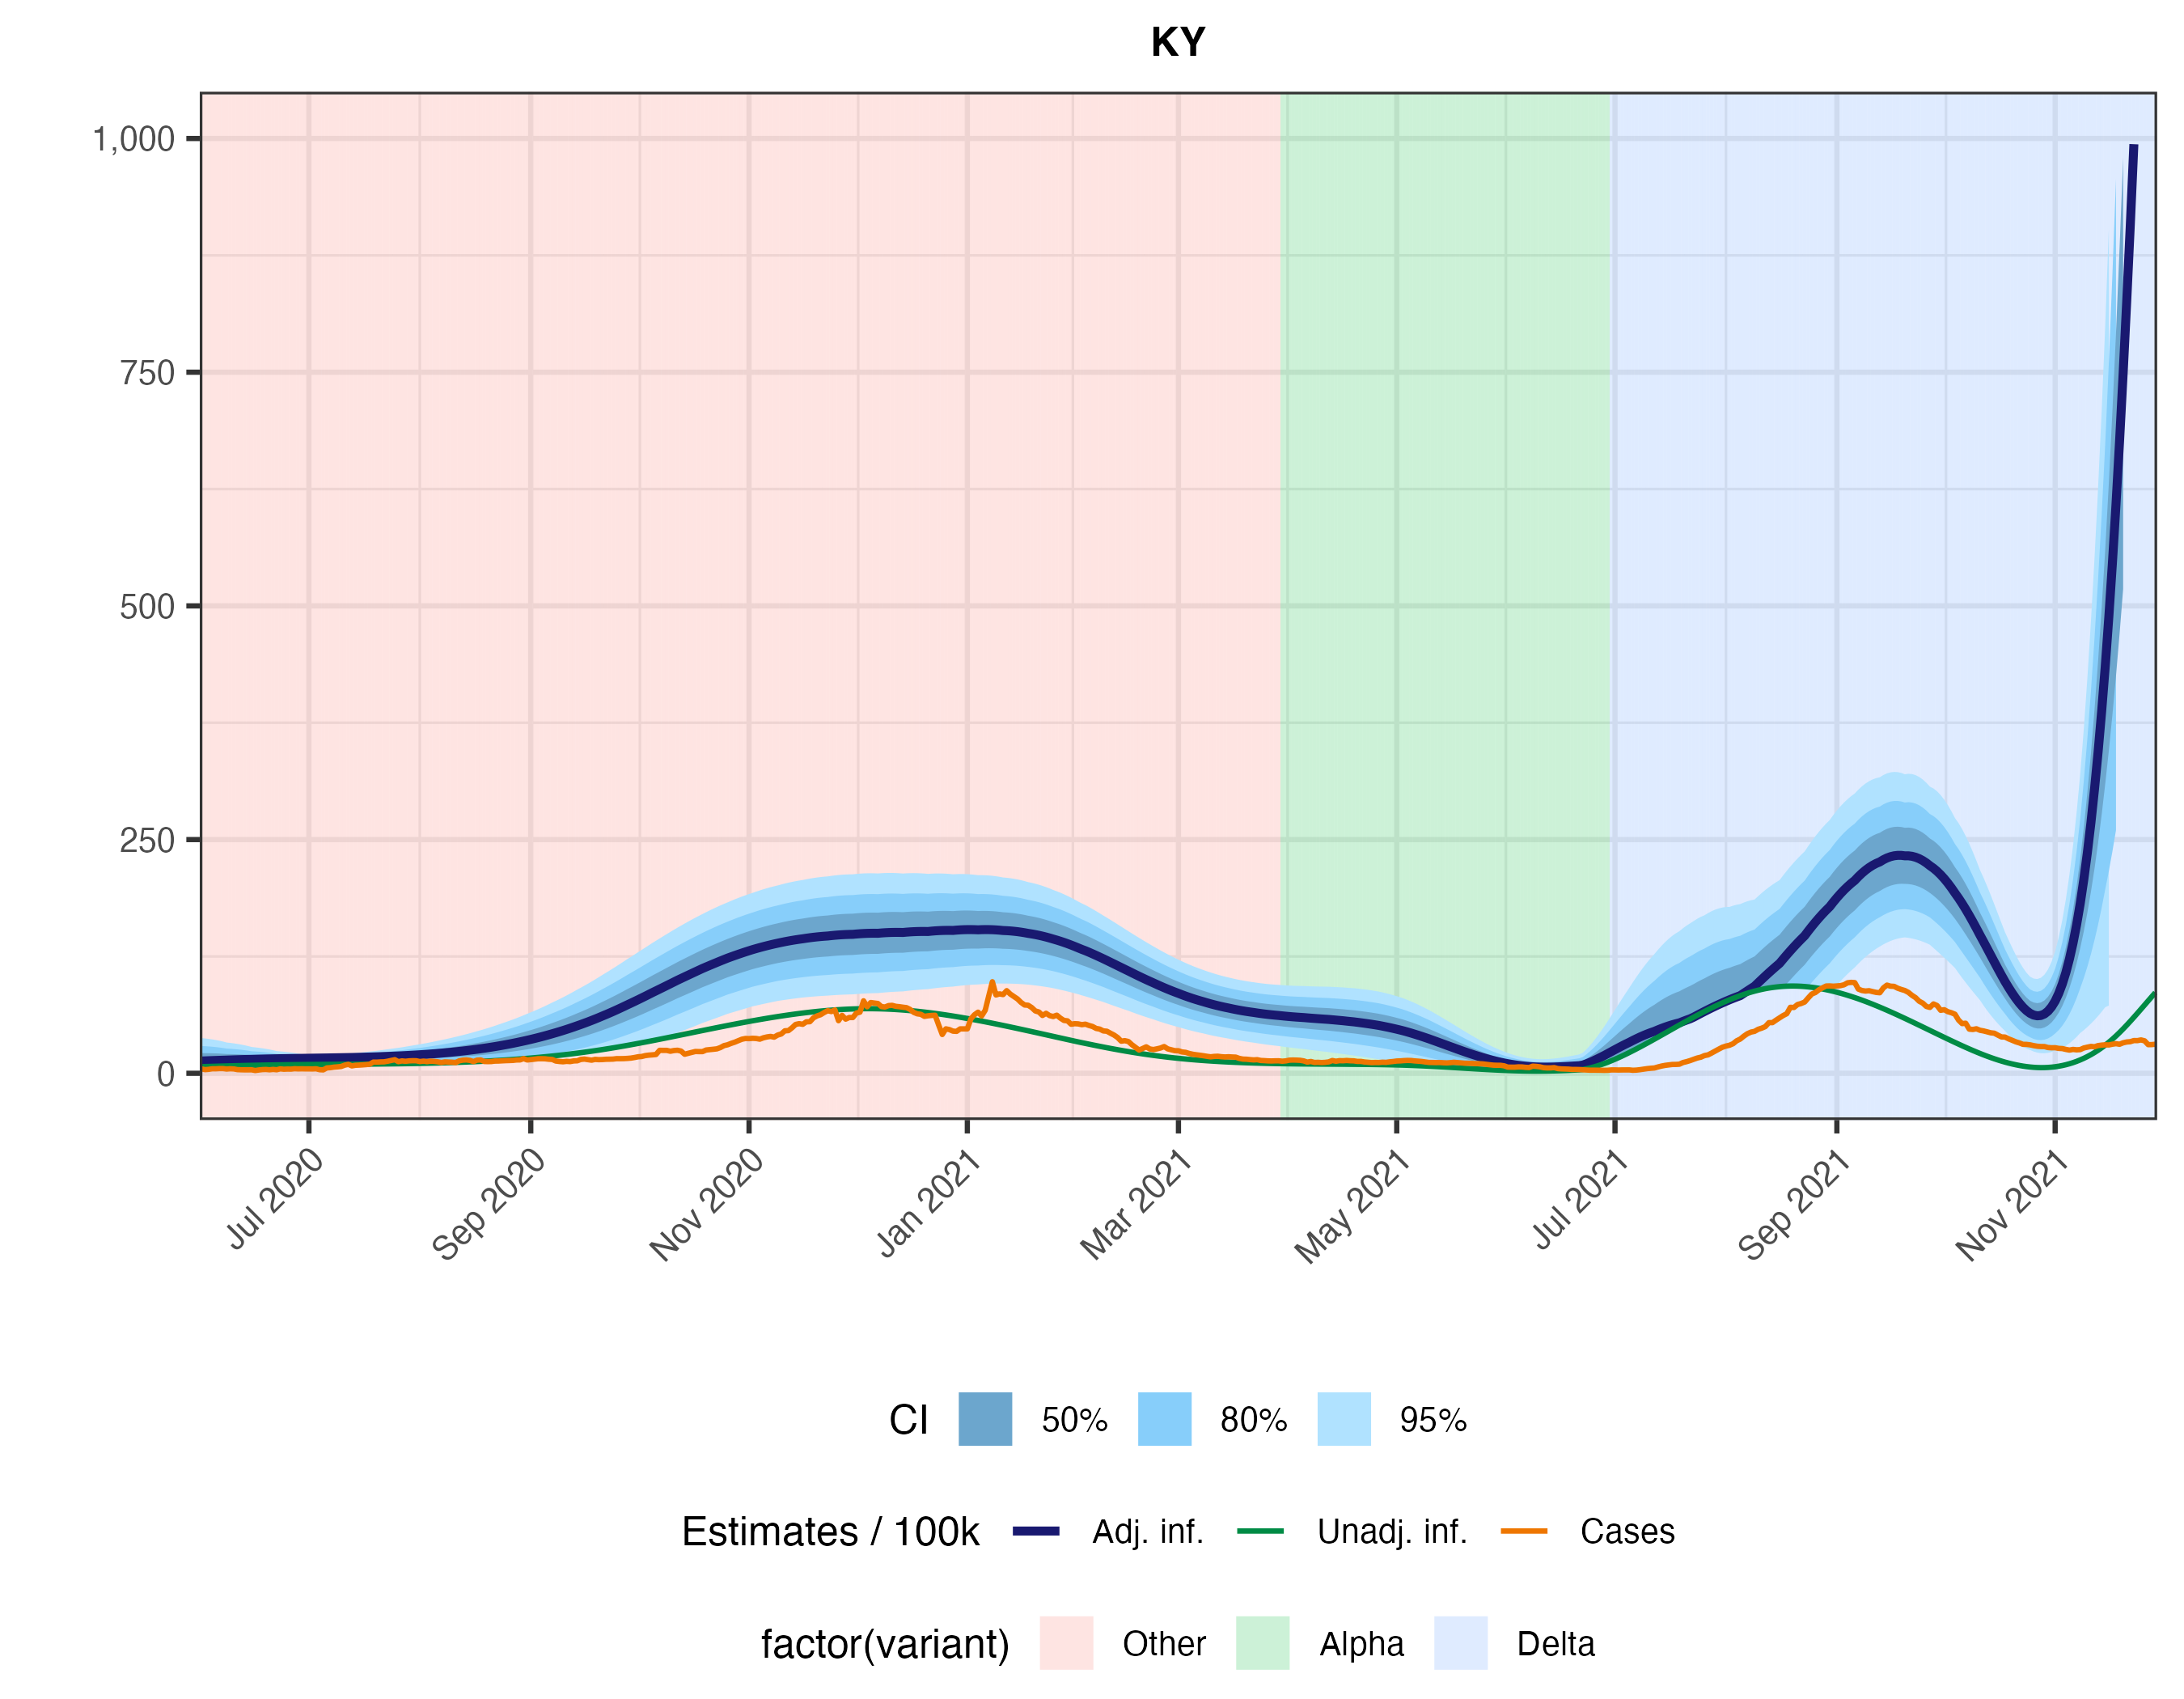 KY
1,000
750
500
250
0
Jul 2020
Sep 2020
Nov 2020
Jan 2021
Mar 2021
May 2021
Jul 2021
Sep 2021
Nov 2021
CI 50% 80% 95%
Estimates / 100k Adj. inf. Unadj. inf. Cases
factor(variant) Other Alpha Delta